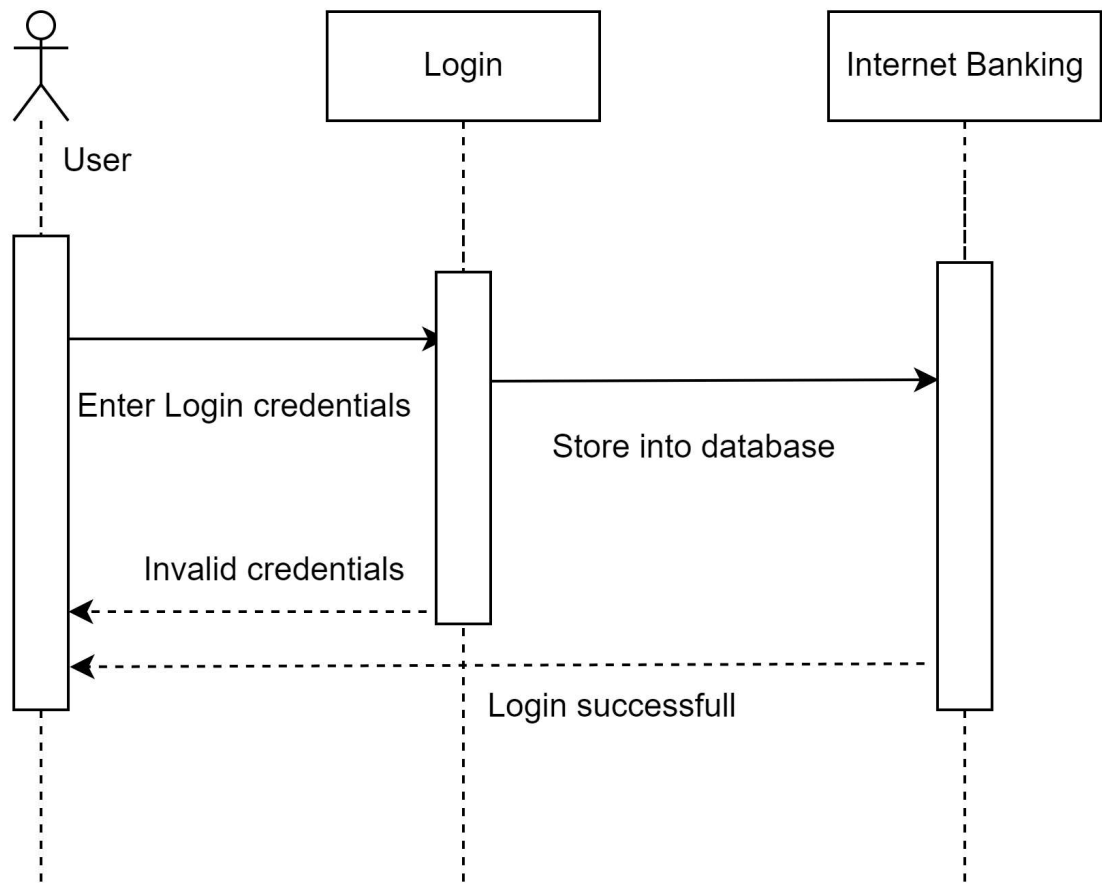 Login
Internet Banking
User
Enter Login credentials
Store into database
Invalid credentials
Login successfull